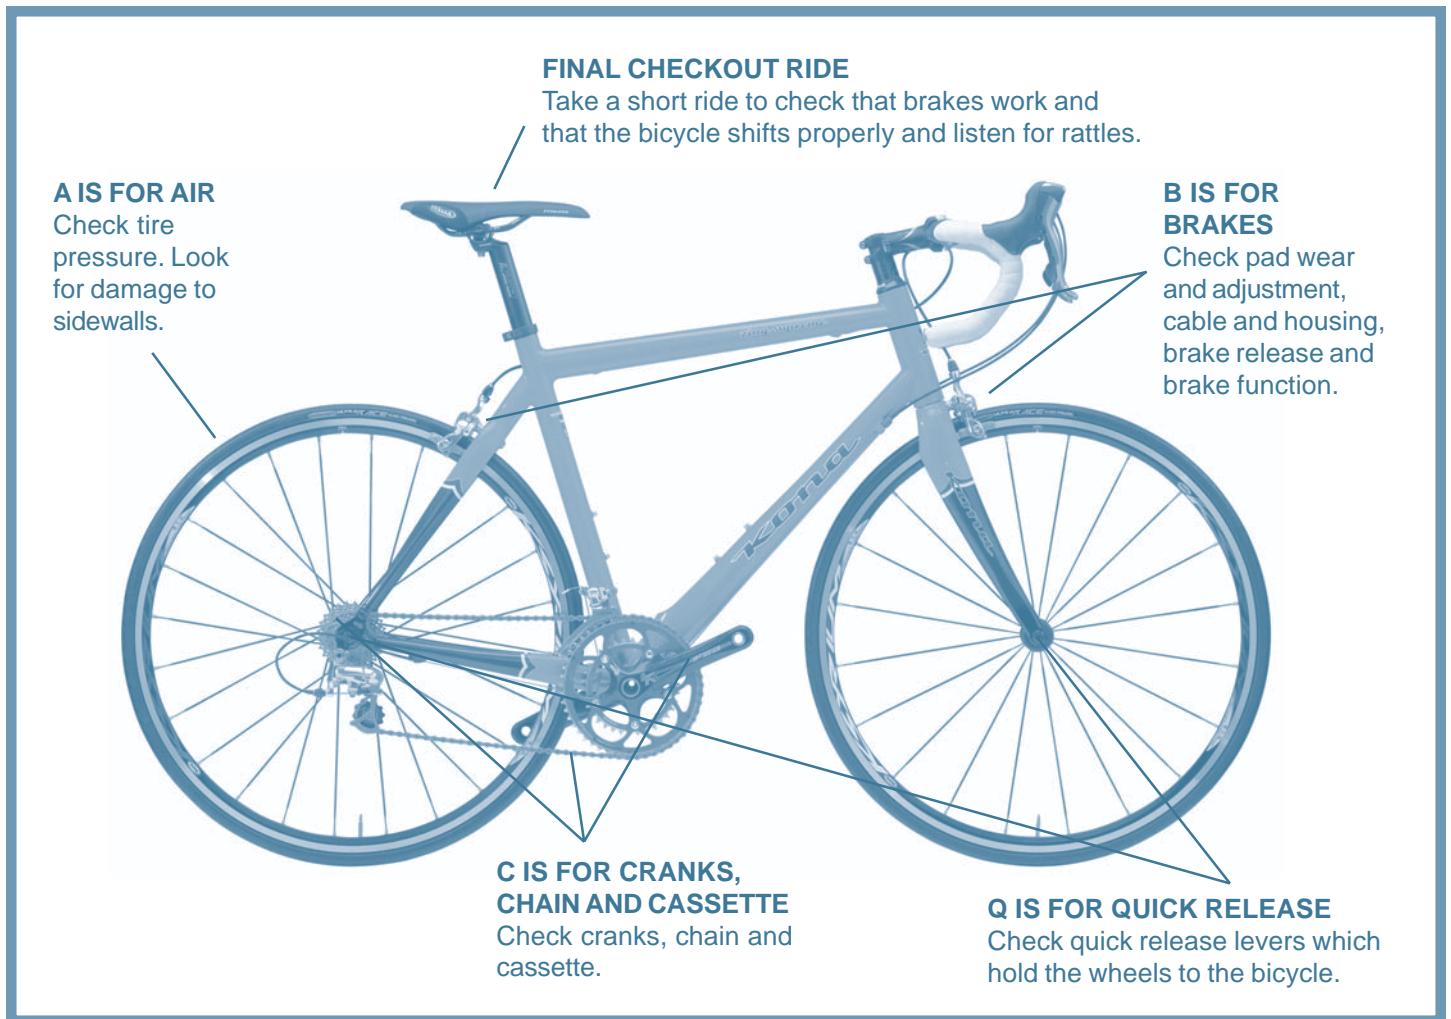 FINAL CHECKOUT RIDE
Take a short ride to check that brakes work and
that the bicycle shifts properly and listen for rattles.
A IS FOR AIR
Check tire
pressure. Look
for damage to
sidewalls.
B IS FOR
BRAKES
Check pad wear
and adjustment,
cable and housing,
brake release and
brake function.
KONA
C IS FOR CRANKS,
CHAIN AND CASSETTE
Check cranks, chain and
cassette.
Q IS FOR QUICK RELEASE
Check quick release levers which
hold the wheels to the bicycle.